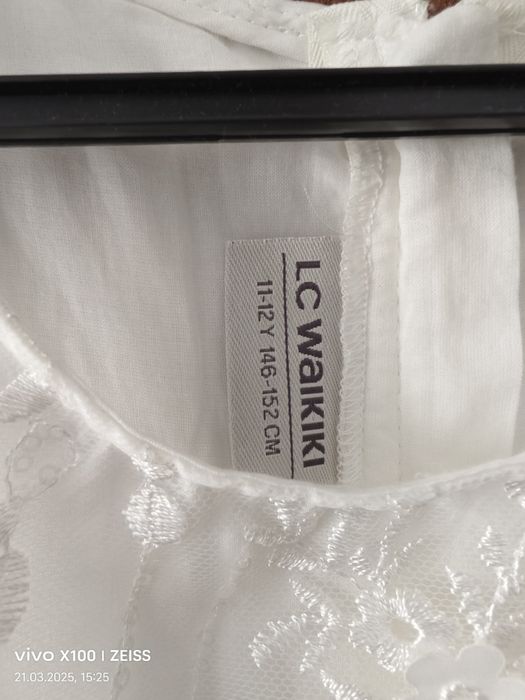 LC Waikiki
11-12 Y 146-152 CM
vivo X100 | ZEISS
21.03.2025, 15:25